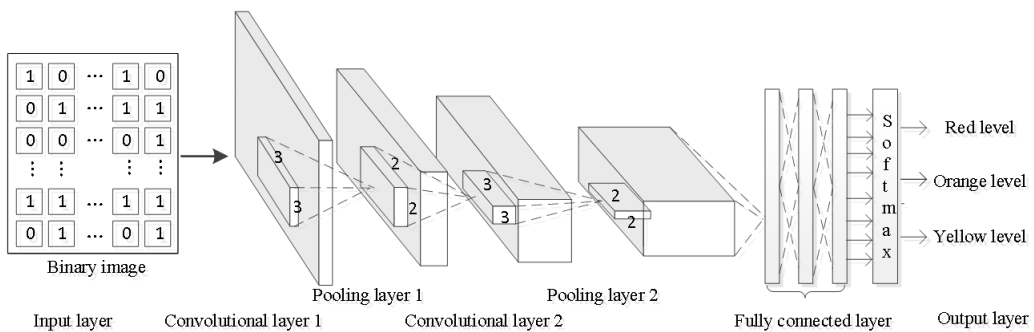 1 0 ... 1 0
0 1 ... 1 1
0 0 ... 0 1
⋮ ⋮ ⋮ ⋮
1 1 ... 1 1
0 1 ... 0 1
Binary image
3
3
2
2
3
3
2
2
Softmax
Red level
Orange level
Yellow level
Pooling layer 1
Pooling layer 2
Input layer
Convolutional layer 1
Convolutional layer 2
Fully connected layer
Output layer